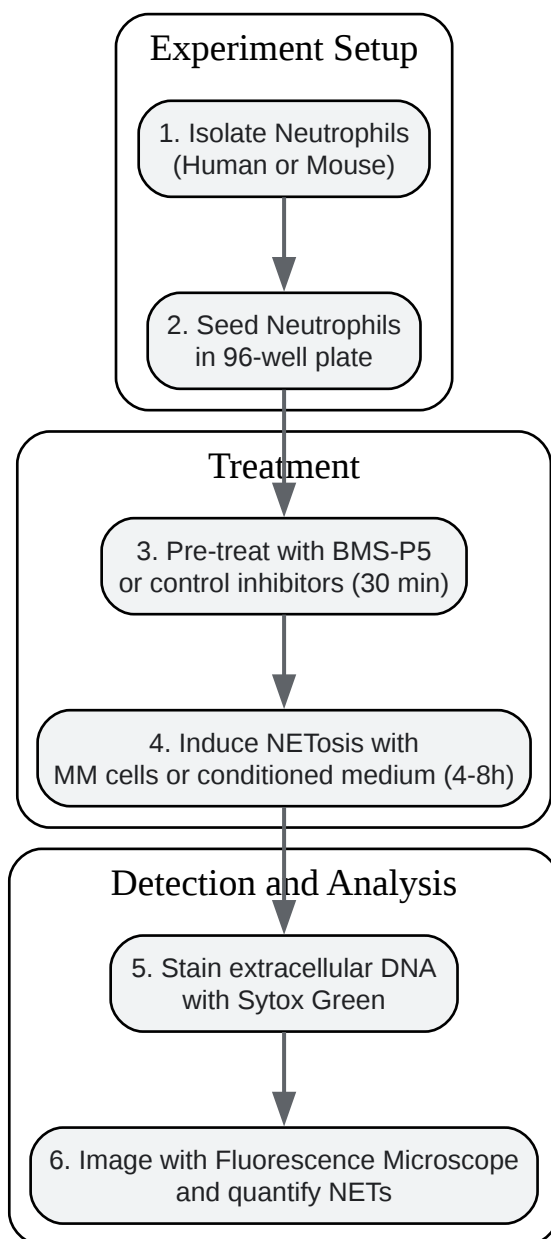 Experiment Setup
1. Isolate Neutrophils
(Human or Mouse)
2. Seed Neutrophils
in 96-well plate
Treatment
3. Pre-treat with BMS-P5
or control inhibitors (30 min)
4. Induce NETosis with
MM cells or conditioned medium (4-8h)
Detection and Analysis
5. Stain extracellular DNA
with Sytox Green
6. Image with Fluorescence Microscope
and quantify NETs